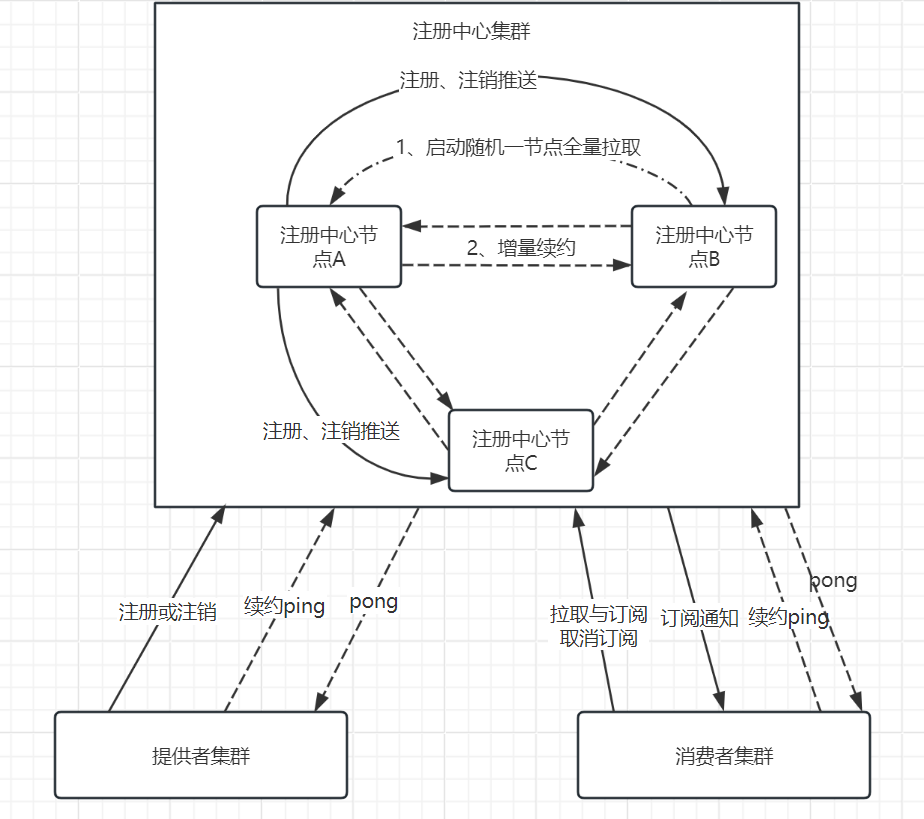 注册中心集群
注册、注销推送
1、启动随机一节点全量拉取
注册中心节
点A
注册中心节
点B
2、增量续约
注册、注销推送
注册中心节
点C
注册或注销
续约ping
pong
拉取与订阅
取消订阅
订阅通知
续约ping
pong
提供者集群
消费者集群